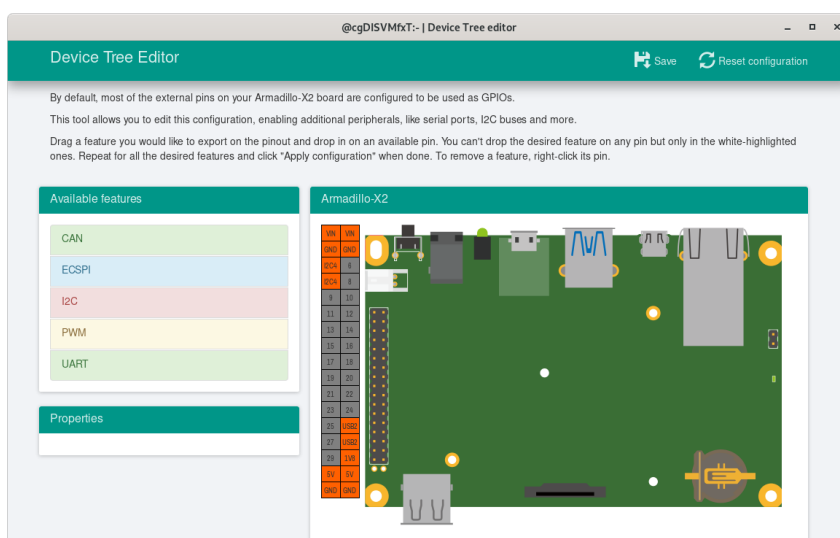 @cgDISVMfxT:~ | Device Tree editor
Device Tree Editor
Save
Reset configuration
By default, most of the external pins on your Armadillo-X2 board are configured to be used as GPIOs.
This tool allows you to edit this configuration, enabling additional peripherals, like serial ports, I2C buses and more.
Drag a feature you would like to export on the pinout and drop in on an available pin. You can't drop the desired feature on any pin but only in the white-highlighted
ones. Repeat for all the desired features and click "Apply configuration" when done. To remove a feature, right-click its pin.
Available features
CAN
ECSPI
I2C
PWM
UART
Properties
Armadillo-X2
VIN VIN
GND GND
I2C4 6
I2C4 8
9 10
11 12
13 14
15 16
17 18
19 20
21 22
23 24
25 USB2
27 USB2
29 1V8
5V 5V
GND GND